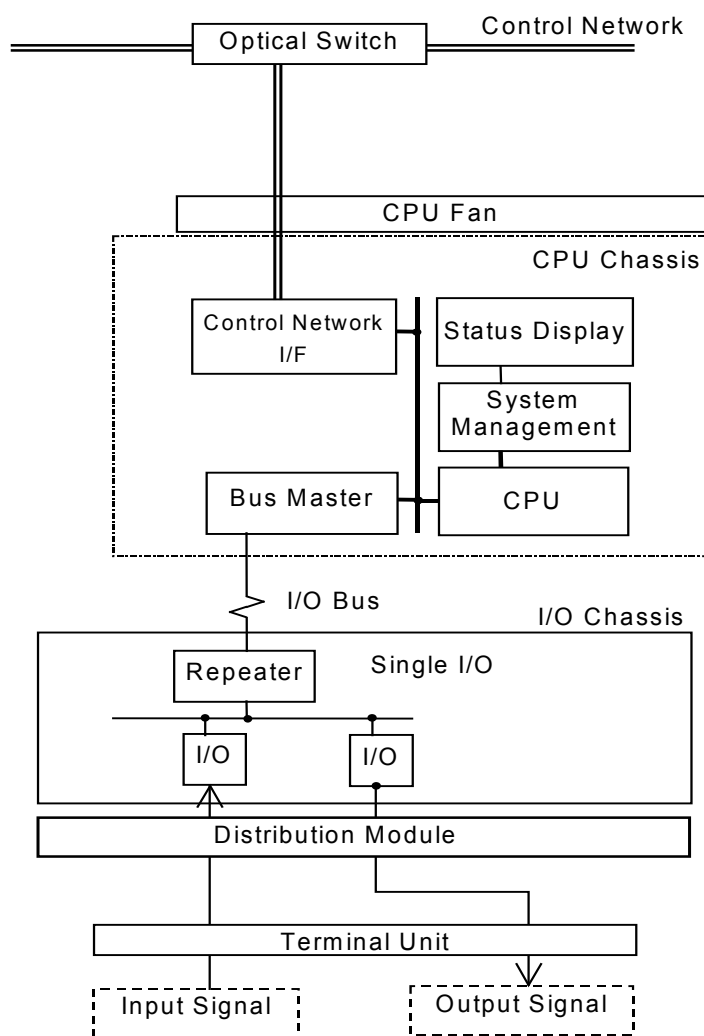 Control Network
Optical Switch
CPU Fan
CPU Chassis
Control Network
I/F
Status Display
System
Management
Bus Master
CPU
I/O Bus
I/O Chassis
Repeater
Single I/O
I/O
I/O
Distribution Module
Terminal Unit
Input Signal
Output Signal